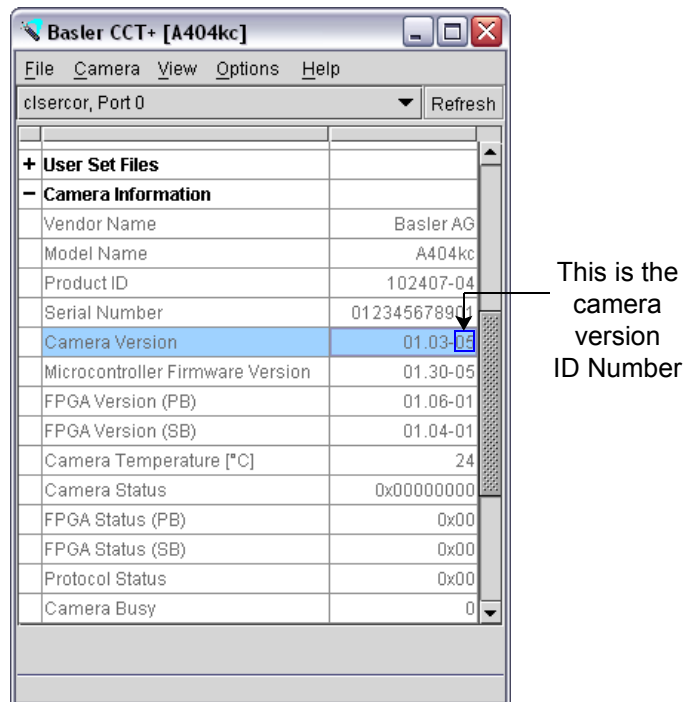 Basler CCT+ [A404kc]
File Camera View Options Help
clsercor, Port 0 Refresh
+ User Set Files
− Camera Information
Vendor Name Basler AG
Model Name A404kc
Product ID 102407-04
Serial Number 012345678901
Camera Version 01.03-05
Microcontroller Firmware Version 01.30-05
FPGA Version (PB) 01.06-01
FPGA Version (SB) 01.04-01
Camera Temperature [°C] 24
Camera Status 0x00000000
FPGA Status (PB) 0x00
FPGA Status (SB) 0x00
Protocol Status 0x00
Camera Busy 0
This is the
camera
version
ID Number